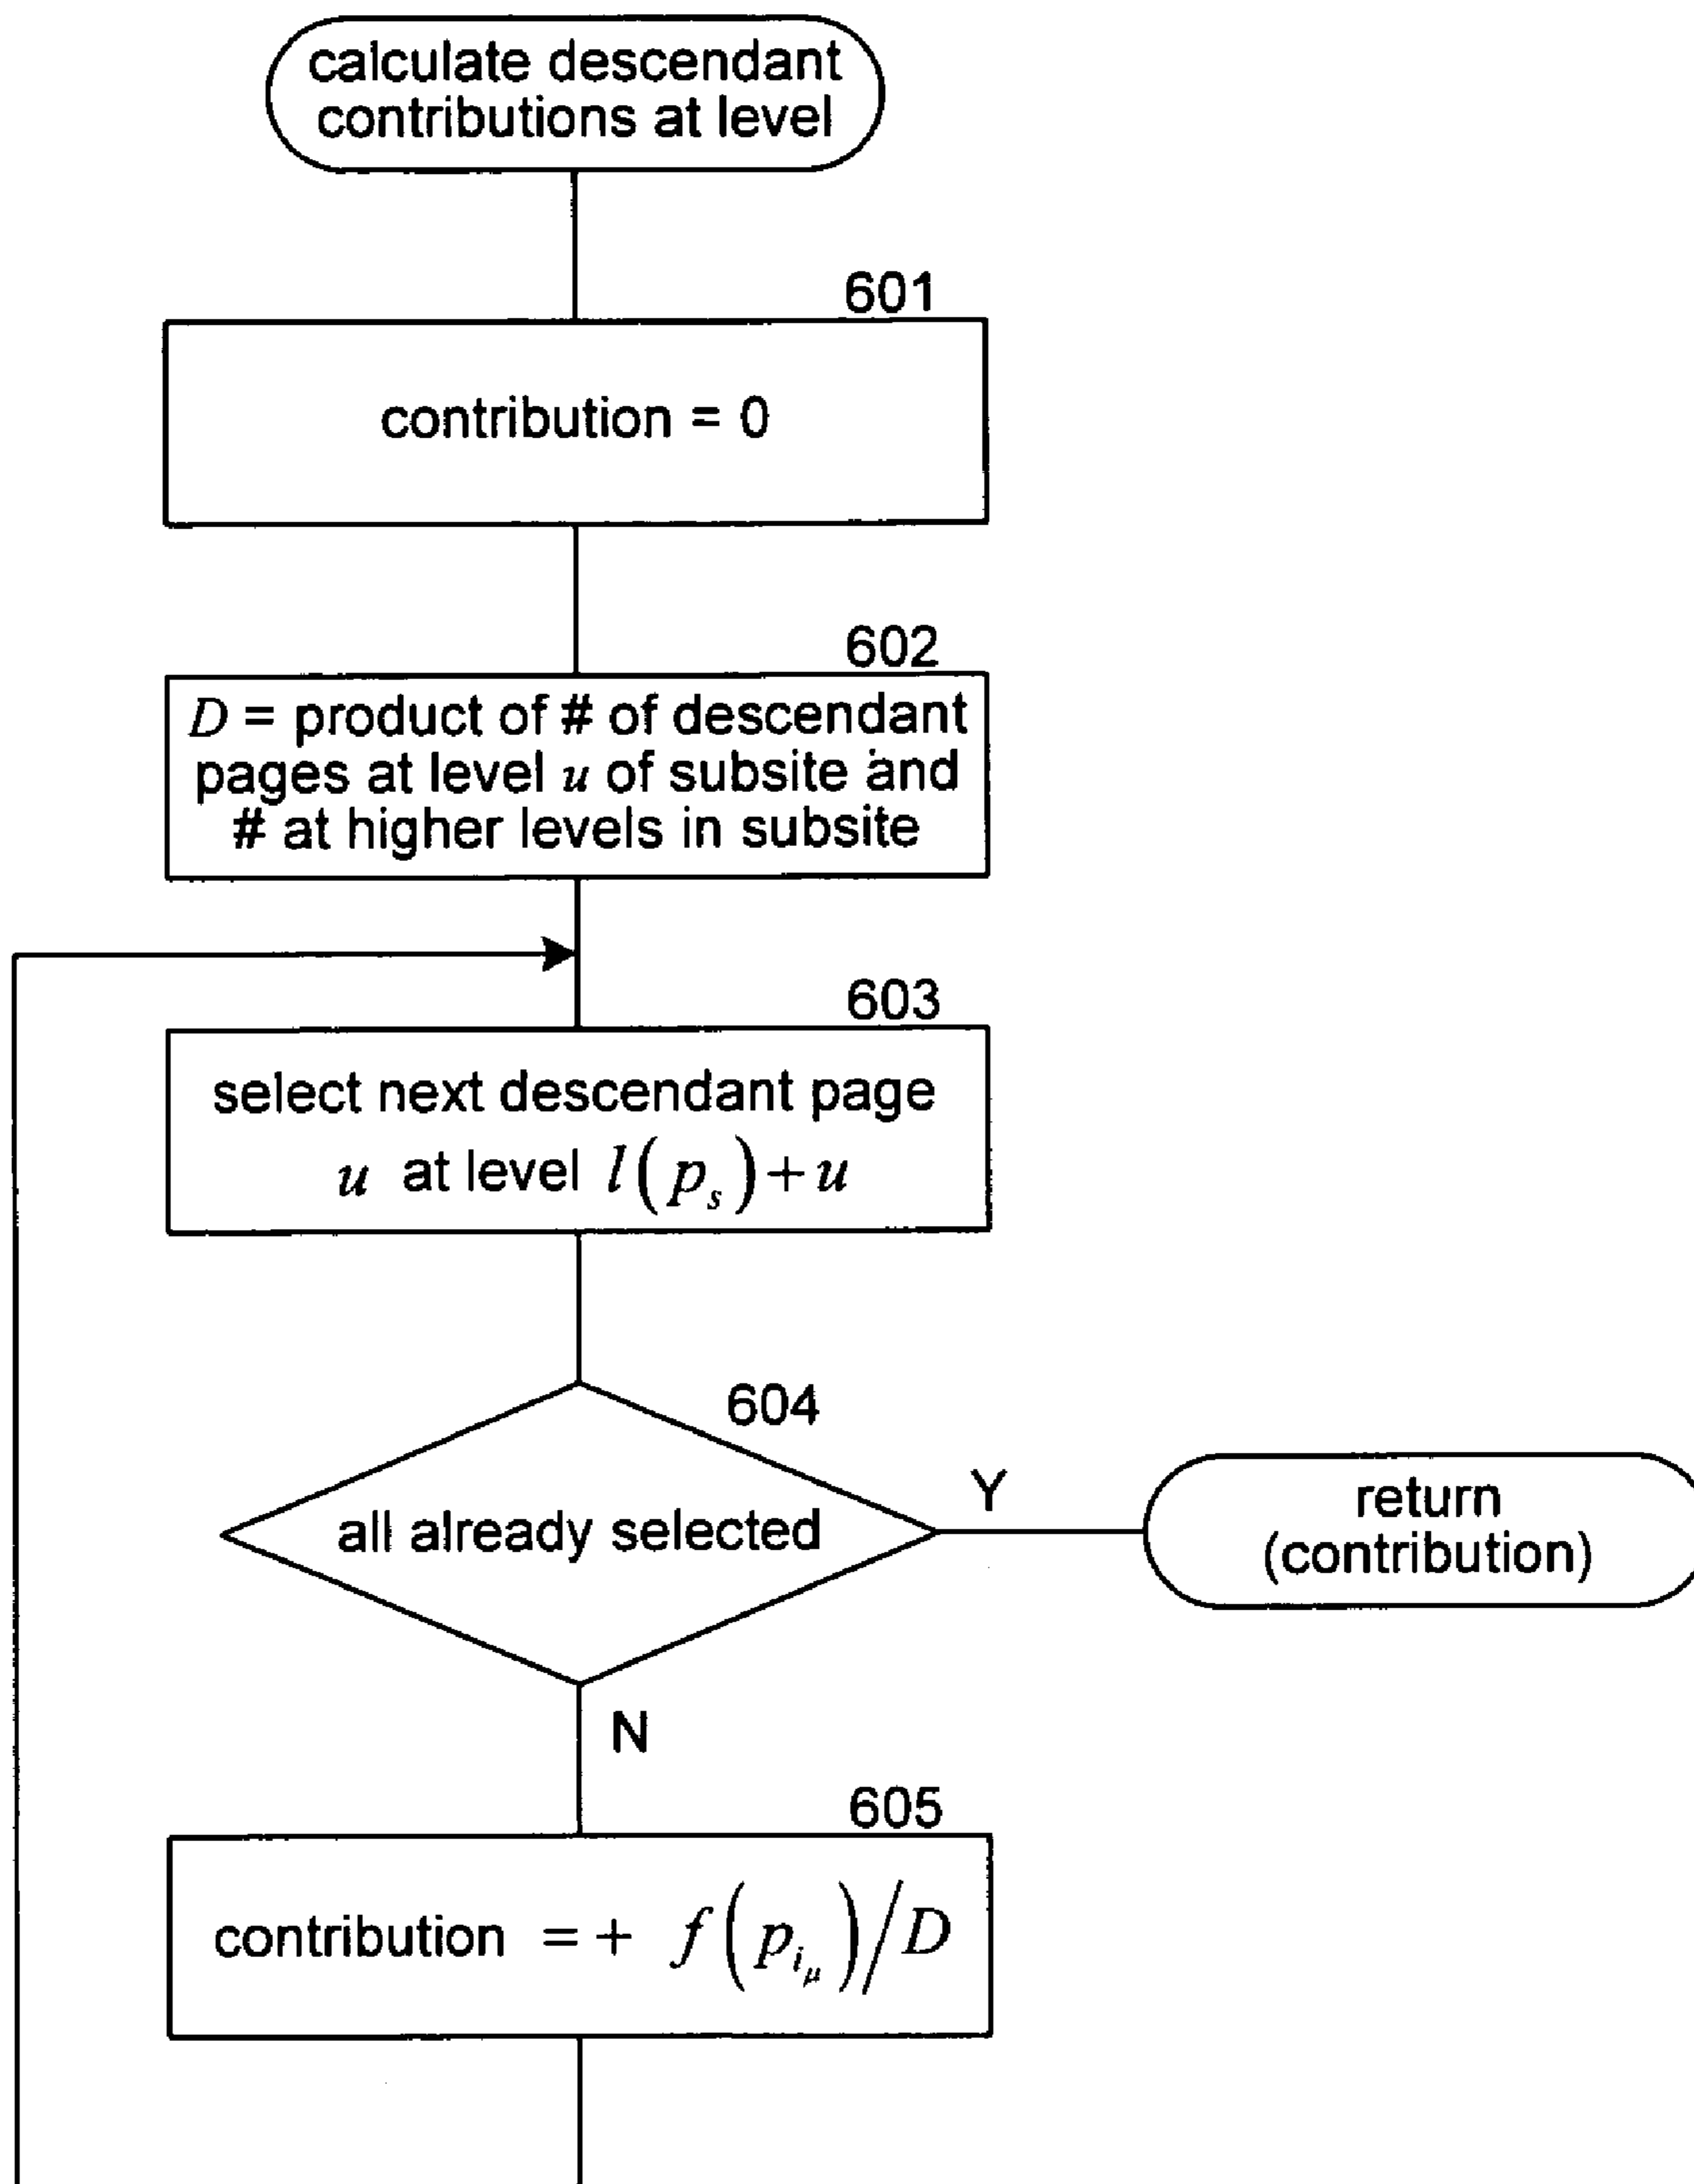 calculate descendant
contributions at level
601
contribution = 0
602
D = product of # of descendant
pages at level u of subsite and
# at higher levels in subsite
603
select next descendant page
u at level l(pₛ)+u
604
all already selected
Y
return
(contribution)
N
605
contribution =+ f(p_{i_μ})/D